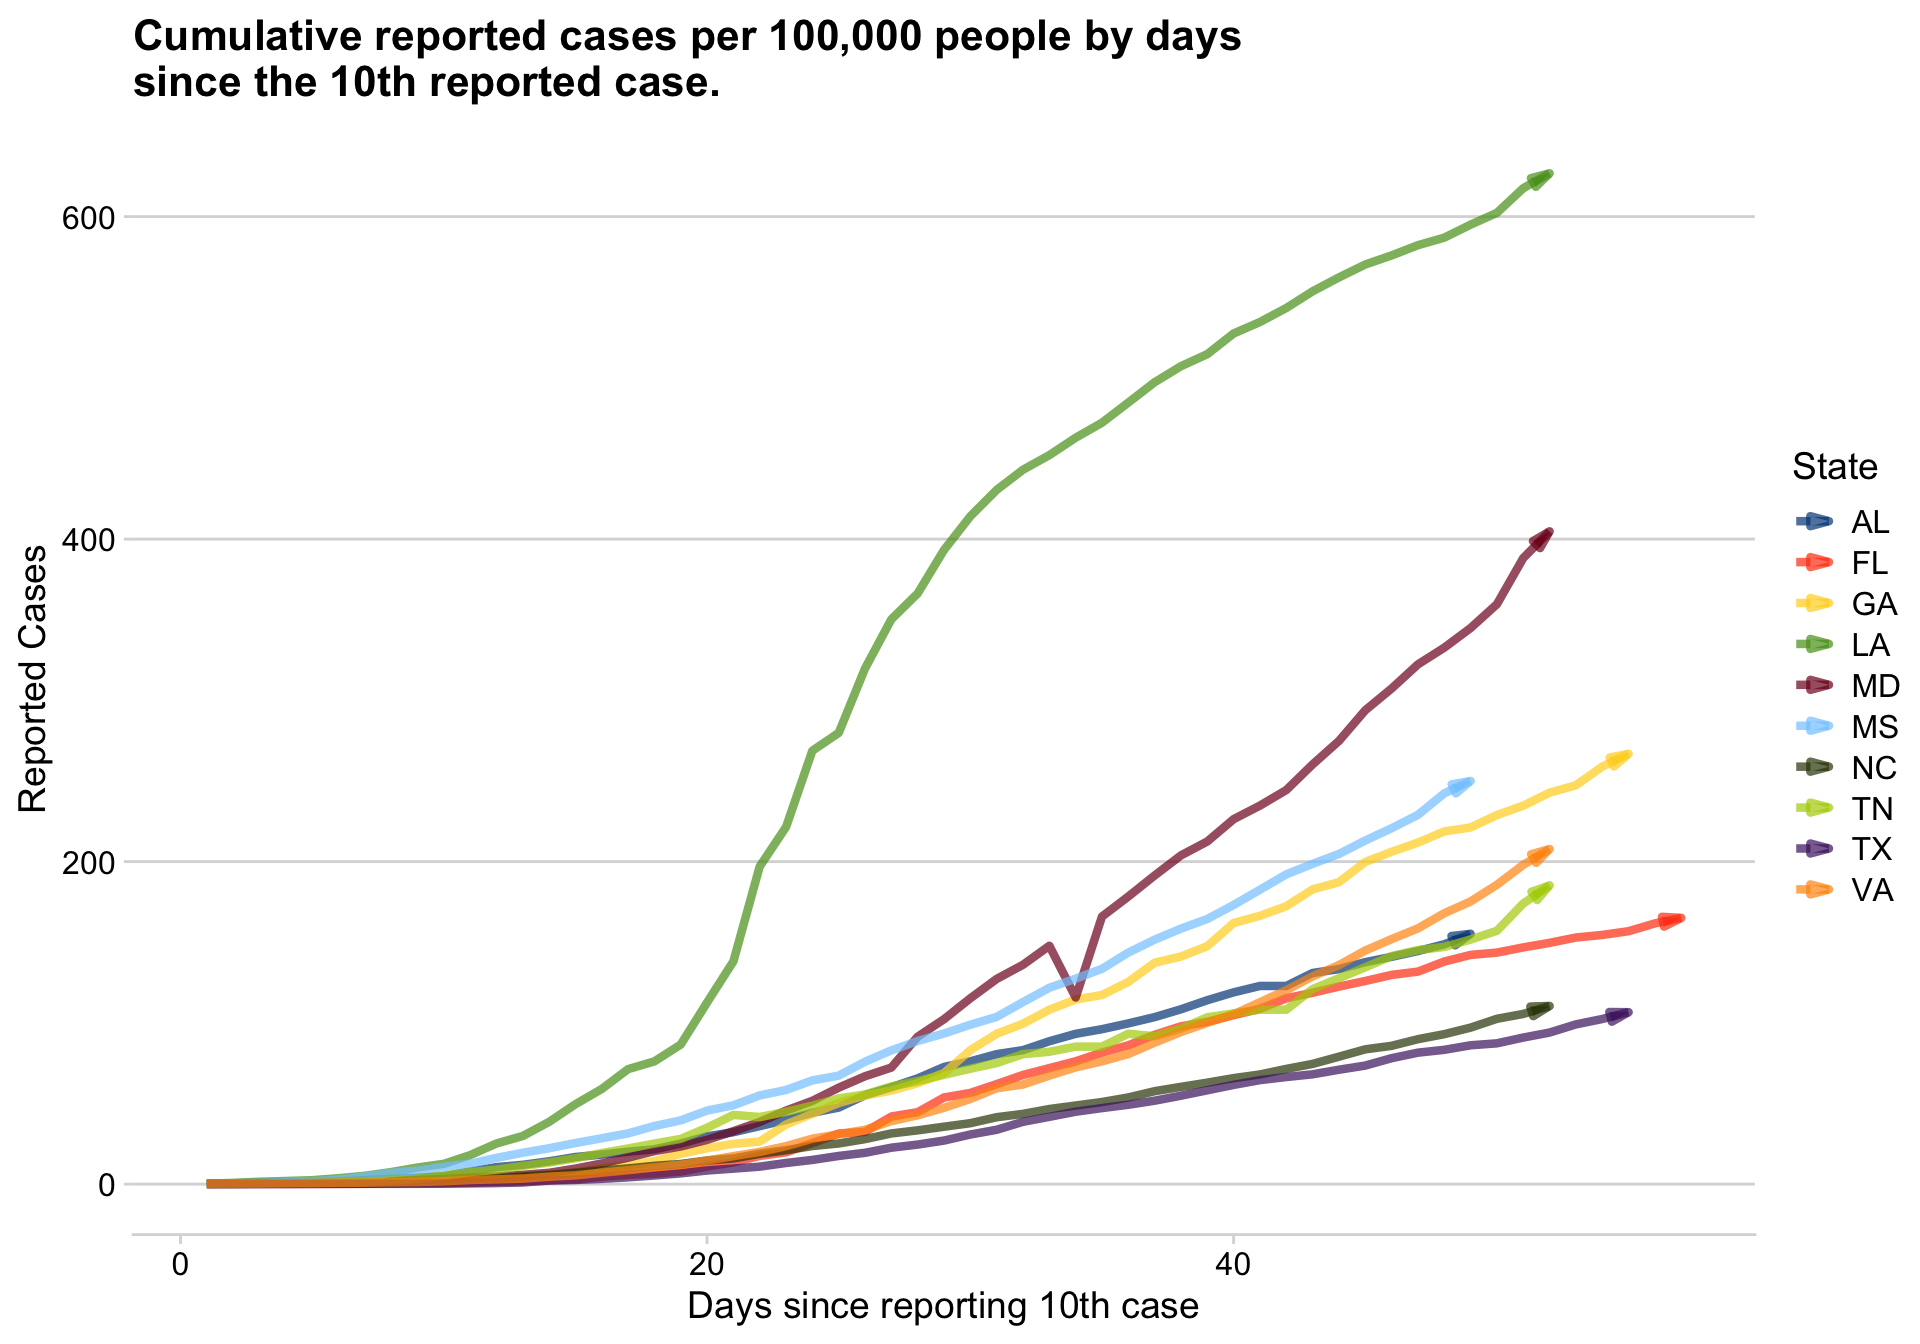 Cumulative reported cases per 100,000 people by days
since the 10th reported case.
600
400
200
0
Reported Cases
0 20 40
Days since reporting 10th case
State
AL
FL
GA
LA
MD
MS
NC
TN
TX
VA